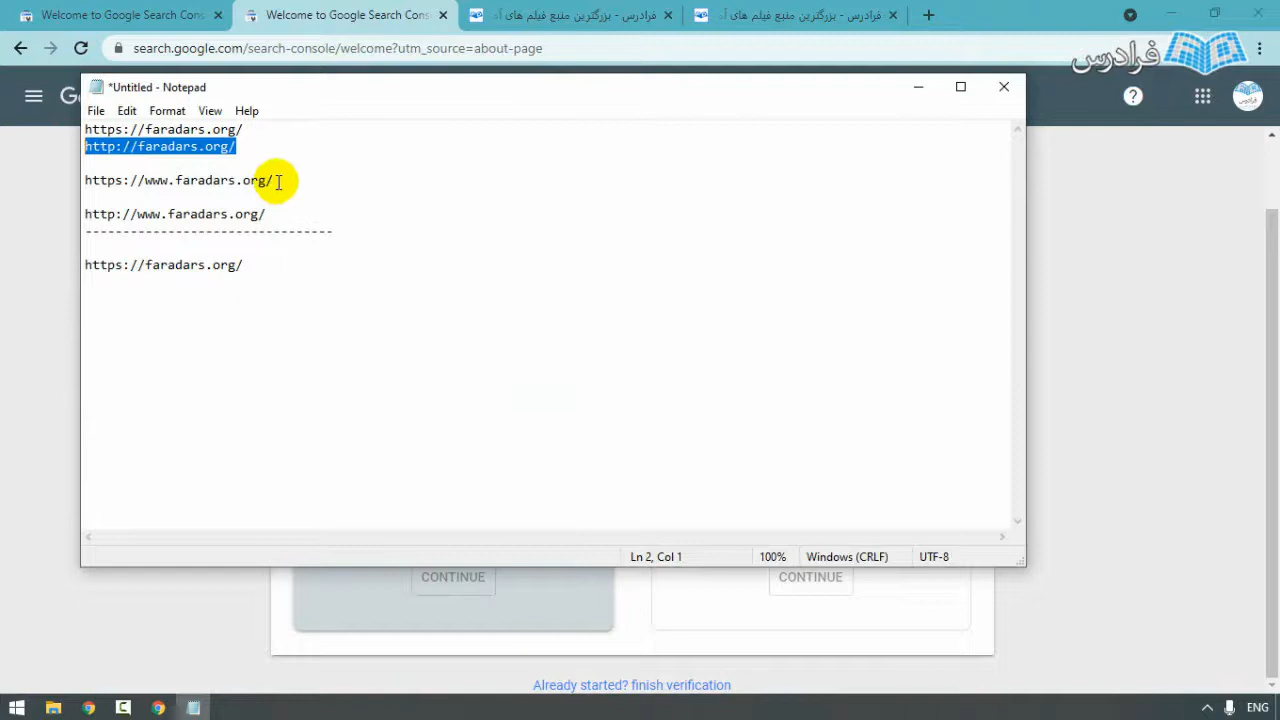 Welcome to Google Search Cons
Welcome to Google Search Cons
فرادرس - بزرگترین منبع فیلم های آم
فرادرس - بزرگترین منبع فیلم های آم
search.google.com/search-console/welcome?utm_source=about-page
فرادرس
*Untitled - Notepad
File Edit Format View Help
https://faradars.org/
http://faradars.org/
https://www.faradars.org/
http://www.faradars.org/
---------------------------------
https://faradars.org/
Ln 2, Col 1 100% Windows (CRLF) UTF-8
CONTINUE CONTINUE
Already started? finish verification
ENG